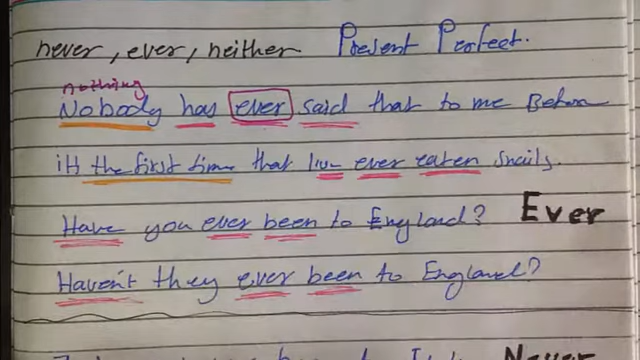 never, ever, neither Present Perfect.
nothing
Nobody has ever said that to me Before
it's the first time that I've ever eaten snails.
Have you ever been to England? Ever
Haven't they ever been to England?
Never